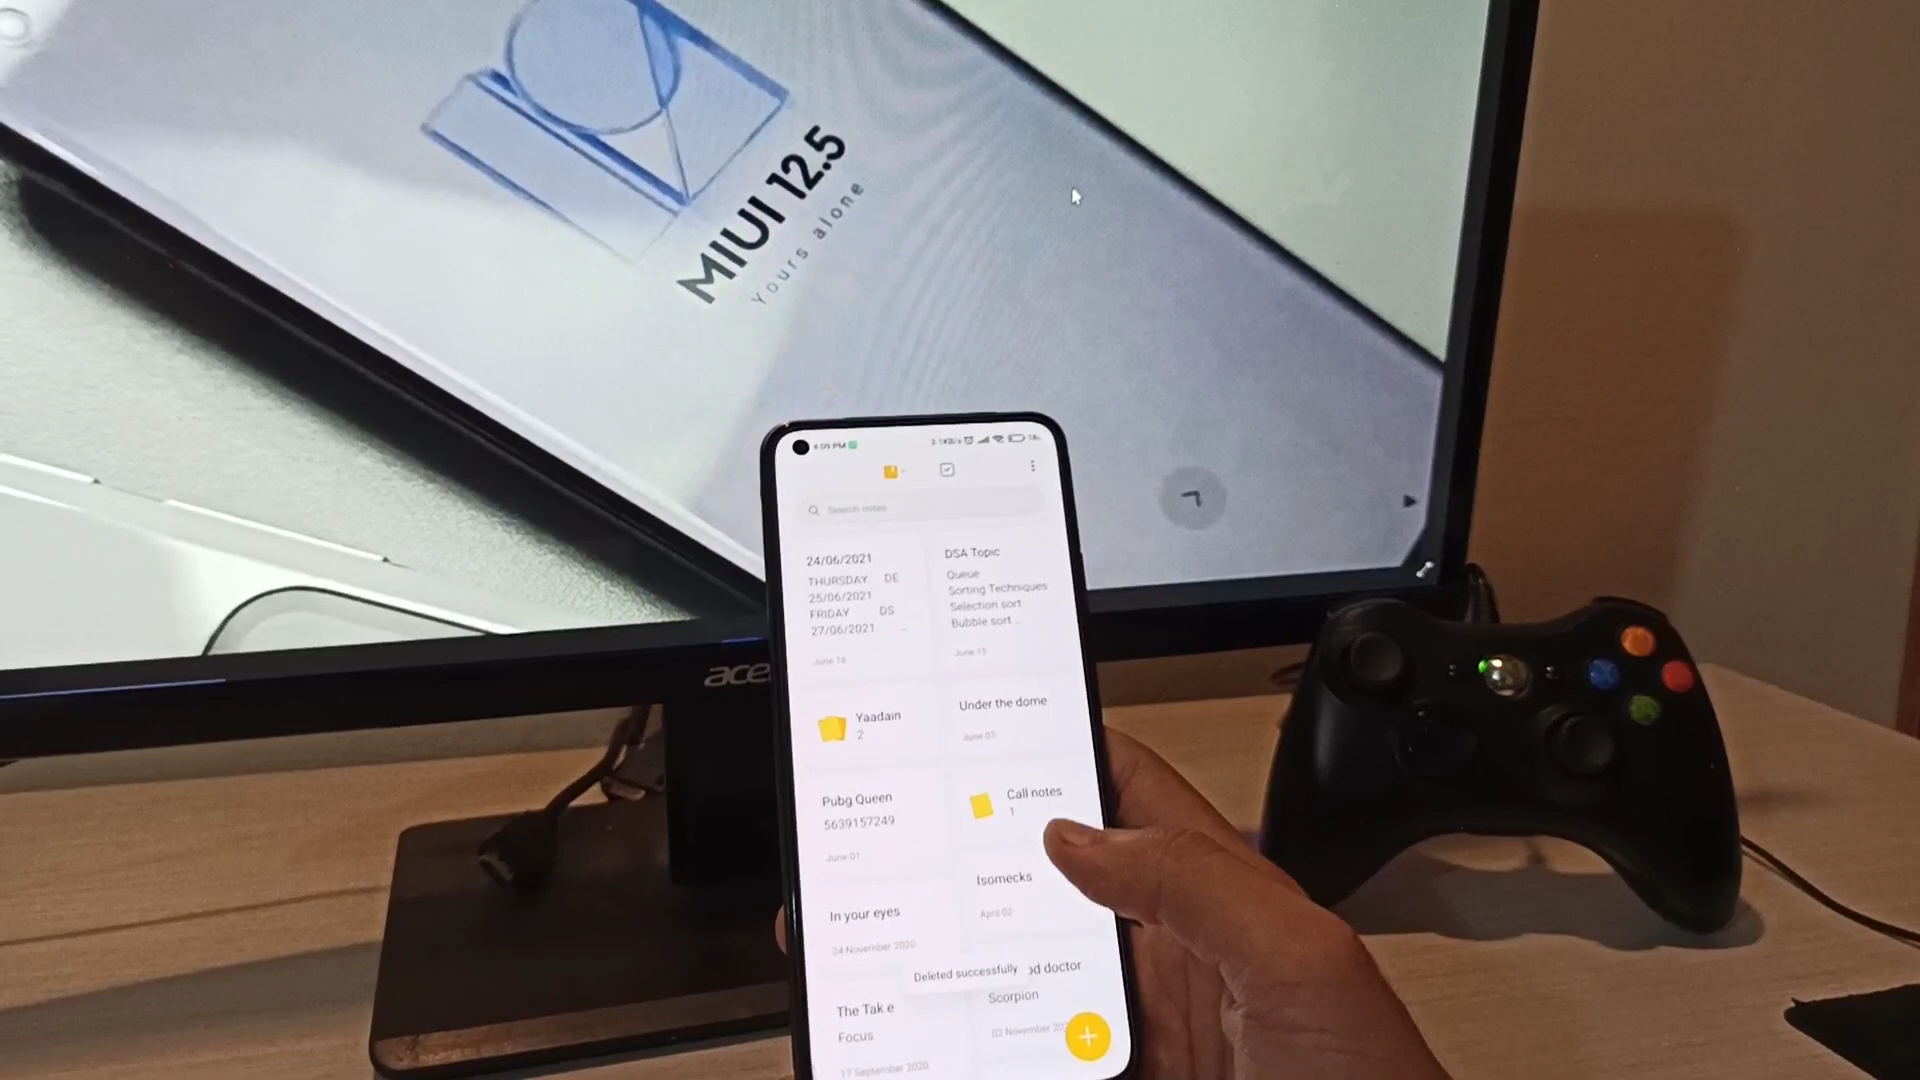 MIUI 12.5
Yours alone
acer
4:09 PM
3.1KB/s
Search notes
24/06/2021
THURSDAY. DE
25/06/2021
FRIDAY DS
27/06/2021.
June 16
DSA Topic
Queue
Sorting Techniques
Selection sort
Bubble sort ...
June 15
Yaadain
2
Under the dome
June 03
Pubg Queen
5639157249
June 01
Call notes
1
Isomecks
April 02
In your eyes
24 November 2020
Deleted successfully
doctor
Scorpion
02 November
The Tak e
Focus
17 September 2020